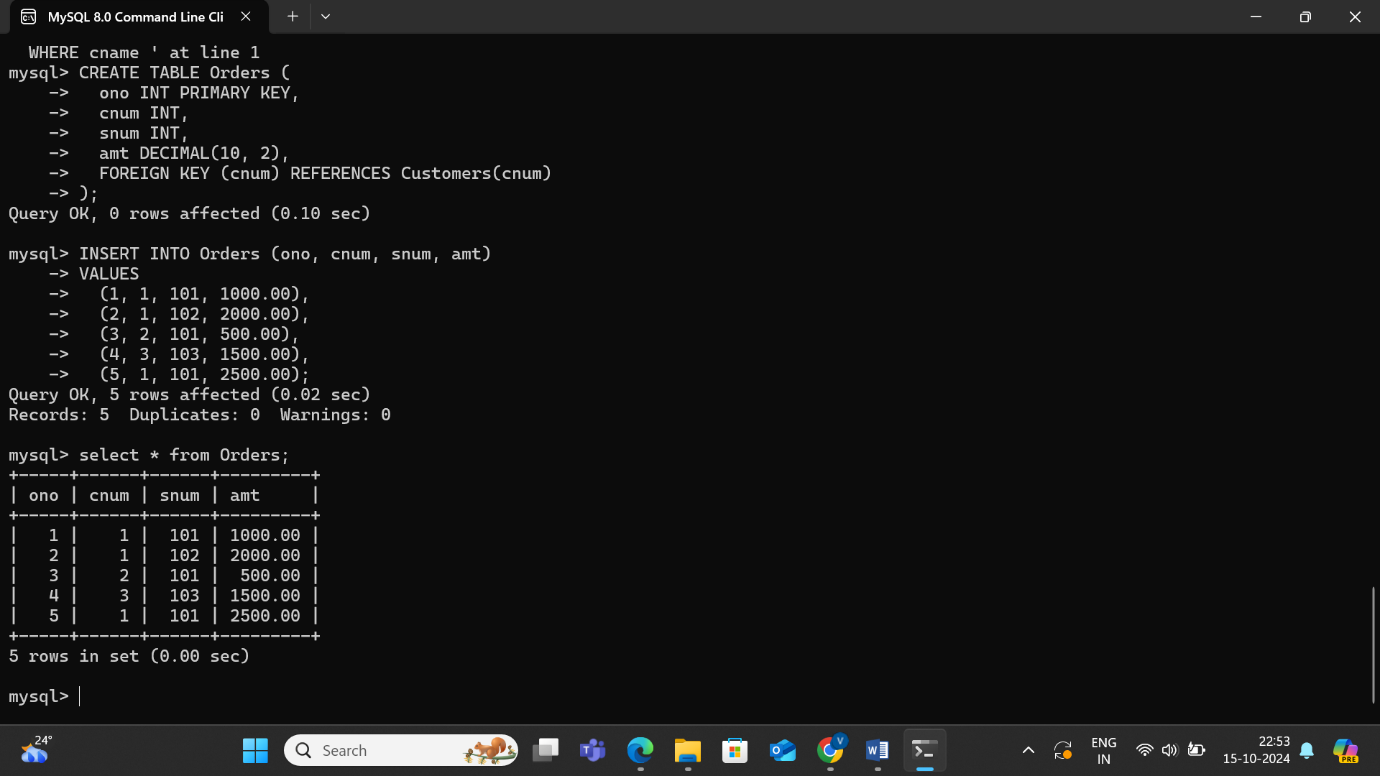 MySQL 8.0 Command Line Cli
WHERE cname ' at line 1
mysql> CREATE TABLE Orders (
    ->   ono INT PRIMARY KEY,
    ->   cnum INT,
    ->   snum INT,
    ->   amt DECIMAL(10, 2),
    ->   FOREIGN KEY (cnum) REFERENCES Customers(cnum)
    -> );
Query OK, 0 rows affected (0.10 sec)
mysql> INSERT INTO Orders (ono, cnum, snum, amt)
    -> VALUES
    ->   (1, 1, 101, 1000.00),
    ->   (2, 1, 102, 2000.00),
    ->   (3, 2, 101, 500.00),
    ->   (4, 3, 103, 1500.00),
    ->   (5, 1, 101, 2500.00);
Query OK, 5 rows affected (0.02 sec)
Records: 5  Duplicates: 0  Warnings: 0
mysql> select * from Orders;
+-----+------+------+---------+
| ono | cnum | snum | amt     |
+-----+------+------+---------+
|   1 |    1 |  101 | 1000.00 |
|   2 |    1 |  102 | 2000.00 |
|   3 |    2 |  101 |  500.00 |
|   4 |    3 |  103 | 1500.00 |
|   5 |    1 |  101 | 2500.00 |
+-----+------+------+---------+
5 rows in set (0.00 sec)
mysql>
24°
Search
V
ENG
IN
22:53
15-10-2024
PRE